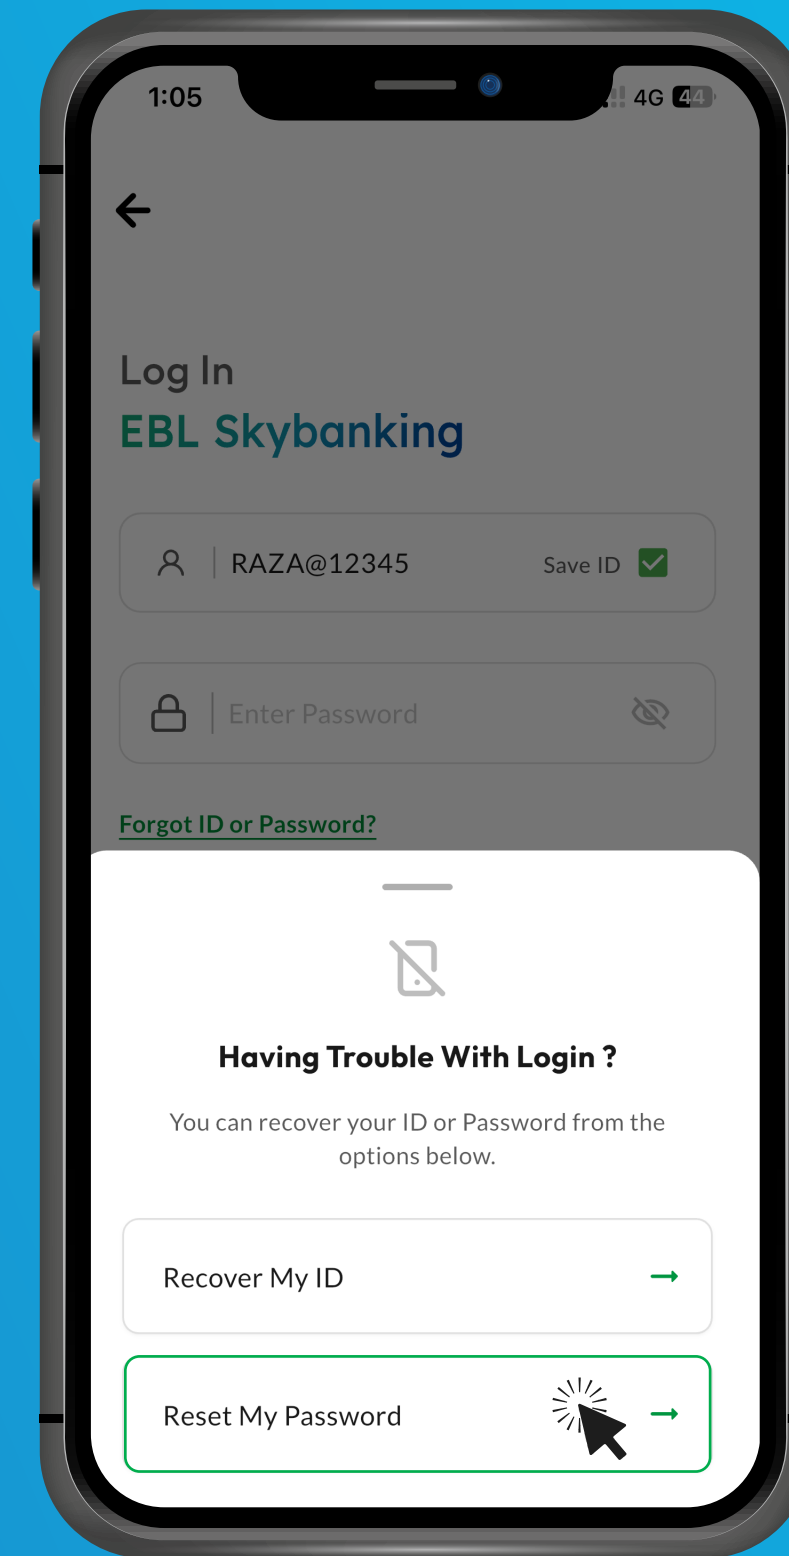 1:05
4G 44
Log In
EBL Skybanking
RAZA@12345 Save ID
Enter Password
Forgot ID or Password?
Having Trouble With Login ?
You can recover your ID or Password from the
options below.
Recover My ID
Reset My Password